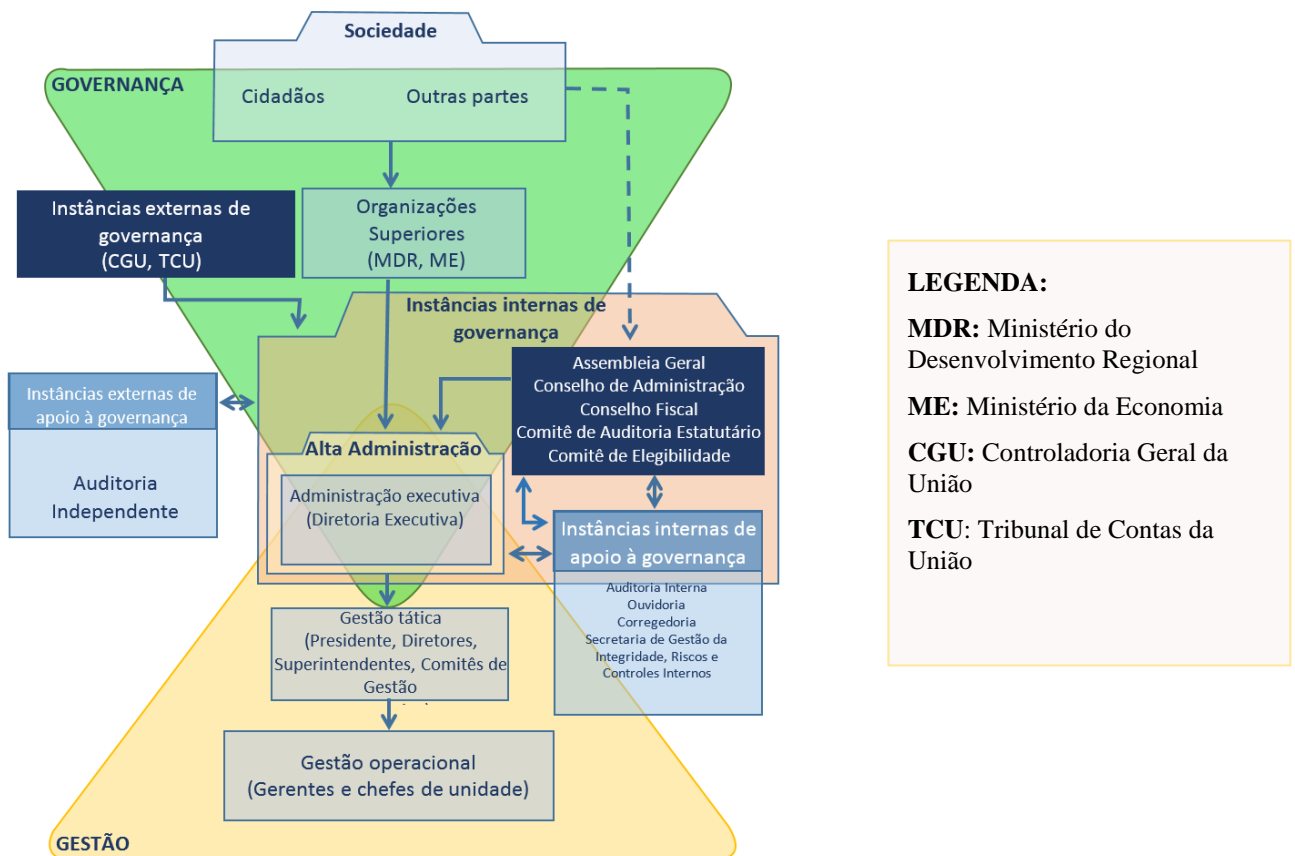 Sociedade
GOVERNANÇA
Cidadãos
Outras partes
Instâncias externas de
governança
(CGU, TCU)
Organizações
Superiores
(MDR, ME)
Instâncias internas de
governança
Assembleia Geral
Conselho de Administração
Conselho Fiscal
Comitê de Auditoria Estatutário
Comitê de Elegibilidade
Instâncias externas de
apoio à governança
Auditoria
Independente
Alta Administração
Administração executiva
(Diretoria Executiva)
Instâncias internas de
apoio à governança
Auditoria Interna
Ouvidoria
Corregedoria
Secretaria de Gestão da
Integridade, Riscos e
Controles Internos
Gestão tática
(Presidente, Diretores,
Superintendentes, Comitês de
Gestão
Gestão operacional
(Gerentes e chefes de unidade)
GESTÃO
LEGENDA:
MDR: Ministério do
Desenvolvimento Regional
ME: Ministério da Economia
CGU: Controladoria Geral da
União
TCU: Tribunal de Contas da
União